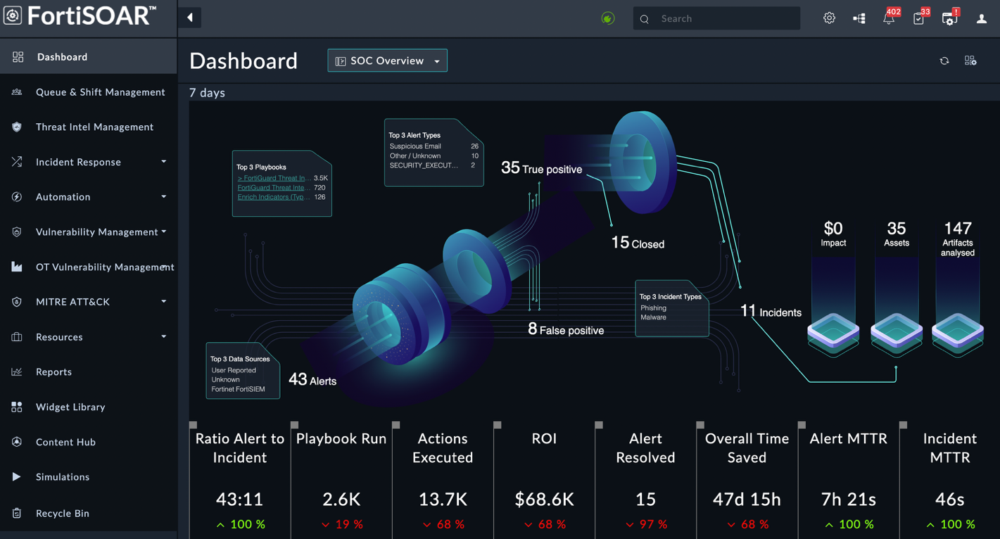 FortiSOAR™
Search
402
33
!
Dashboard
Queue & Shift Management
Threat Intel Management
Incident Response
Automation
Vulnerability Management
OT Vulnerability Management
MITRE ATT&CK
Resources
Reports
Widget Library
Content Hub
Simulations
Recycle Bin
Dashboard
SOC Overview
7 days
Top 3 Alert Types
Suspicious Email 26
Other / Unknown 10
SECURITY_EXECUT... 2
Top 3 Playbooks
> FortiGuard Threat In... 3.5K
FortiGuard Threat Inte... 720
Enrich Indicators (Typ... 126
35 True positive
15 Closed
$0
Impact
35
Assets
147
Artifacts
analysed
Top 3 Incident Types
Phishing
Malware
11 Incidents
8 False positive
Top 3 Data Sources
User Reported
Unknown
Fortinet FortiSIEM
43 Alerts
Ratio Alert to
Incident
43:11
100 %
Playbook Run
2.6K
19 %
Actions
Executed
13.7K
68 %
ROI
$68.6K
68 %
Alert
Resolved
15
97 %
Overall Time
Saved
47d 15h
68 %
Alert MTTR
7h 21s
100 %
Incident
MTTR
46s
100 %